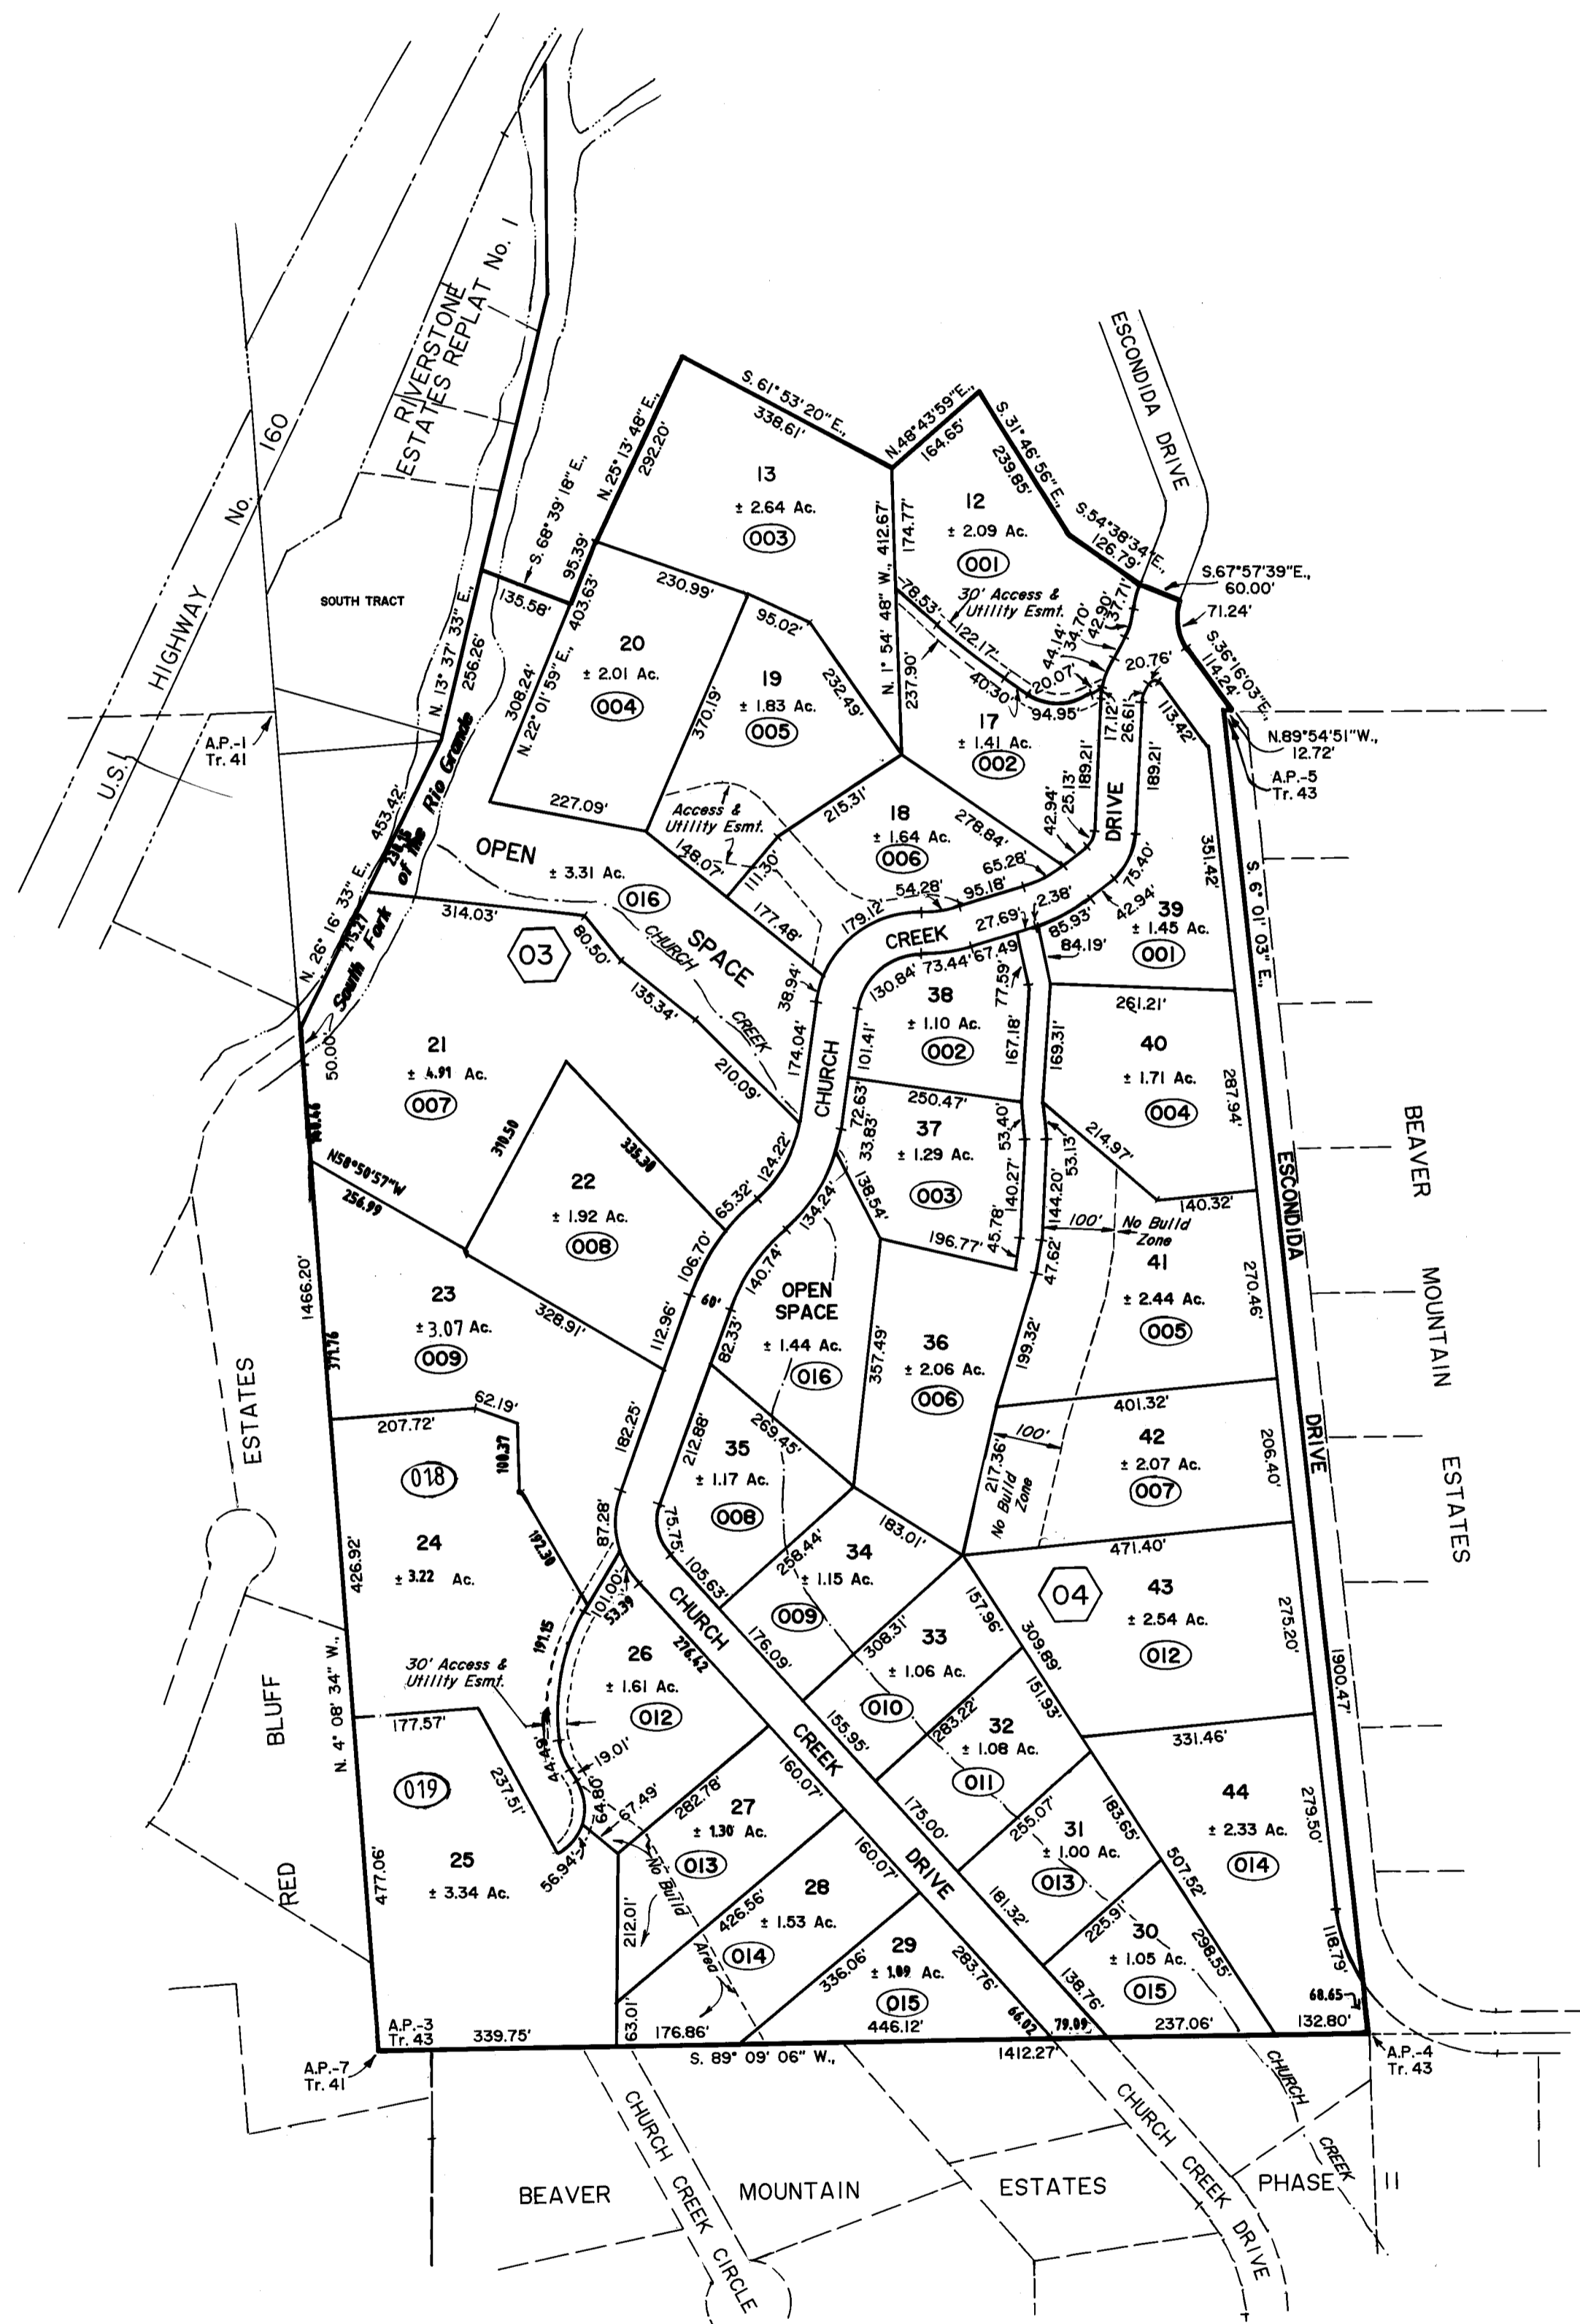 RIVERSTONE
ESTATES REPLAT No. 1
HIGHWAY
No.
160
U.S.
SOUTH TRACT
A.P.-1
Tr. 41
ESCONDIDA DRIVE
S. 61° 53' 20" E.,
338.61'
N.48°43'59"E.,
164.65'
S. 31° 46' 56" E.,
239.85'
S.54°38'34"E.,
126.79'
S.67°57'39"E.,
60.00'
71.24'
S.36°16'03"E.,
114.24'
N.89°54'51"W.,
12.72'
A.P.-5
Tr. 43
N. 25° 13' 48" E.,
292.20'
S. 68° 39' 18" E.,
135.58'
95.39'
403.63'
N. 22° 01' 59" E.,
308.24'
N. 13° 37' 33" E.,
256.26'
N. 26° 16' 33" E.,
453.42'
238.15
215.27
South Fork
of the Rio Grande
13
± 2.64 Ac.
003
N. 1° 54' 48" W.,
412.67'
174.77'
237.90'
12
± 2.09 Ac.
001
30' Access &
Utility Esmt.
78.53'
122.17'
40.30'
20.07'
44.14'
34.70'
42.90'
37.71'
94.95'
20.76'
17.12'
26.61'
113.42'
230.99'
95.02'
232.49'
20
± 2.01 Ac.
004
370.19'
19
± 1.83 Ac.
005
17
± 1.41 Ac.
002
189.21'
189.21'
25.13'
42.94'
DRIVE
227.09'
Access &
Utility Esmt.
215.31'
278.84'
18
± 1.64 Ac.
006
148.07'
111.30'
177.48'
65.28'
95.18'
54.28'
179.12'
75.40'
42.94'
85.93'
2.38'
27.69'
CREEK
OPEN
± 3.31 Ac.
016
SPACE
CHURCH
CREEK
314.03'
80.50'
135.34'
210.09'
03
39
± 1.45 Ac.
001
84.19'
351.42'
S. 6° 01' 03" E.,
130.84'
73.44'
67.49'
77.59'
38.94'
174.04'
101.41'
CHURCH
38
± 1.10 Ac.
002
167.18'
169.31'
261.21'
40
± 1.71 Ac.
004
287.94'
50.00'
21
± 4.91 Ac.
007
N50°50'57"W
256.99
310.50
335.30
22
± 1.92 Ac.
008
250.47'
72.63'
33.83'
37
± 1.29 Ac.
003
53.40'
53.13'
214.97'
140.32'
140.27'
144.20'
45.78'
47.62'
100'
No Build
Zone
138.54'
196.77'
124.22'
65.32'
134.24'
106.70'
140.74'
60'
112.96'
82.33'
OPEN
SPACE
± 1.44 Ac.
016
357.49'
36
± 2.06 Ac.
006
199.32'
41
± 2.44 Ac.
005
270.46'
ESCONDIDA
BEAVER
MOUNTAIN
ESTATES
1466.20'
23
± 3.07 Ac.
009
328.91'
371.76
62.19'
207.72'
100.37
018
182.25'
212.88'
269.45'
401.32'
217.36'
100'
No Build
Zone
42
± 2.07 Ac.
007
206.40'
DRIVE
35
± 1.17 Ac.
008
75.75'
87.28'
105.63'
258.44'
183.01'
471.40'
24
± 3.22 Ac.
192.30
426.92'
ESTATES
34
± 1.15 Ac.
009
176.09'
308.31'
157.96'
309.89'
04
43
± 2.54 Ac.
012
275.20'
101.00'
53.39
191.15
CHURCH
276.42
30' Access &
Utility Esmt.
26
± 1.61 Ac.
012
33
± 1.06 Ac.
010
155.95'
283.22'
151.93'
1900.47'
331.46'
N. 4° 08' 34" W.,
BLUFF
RED
177.57'
019
237.51'
44.49'
19.01'
64.80'
67.49'
56.94'
282.78'
160.07'
CREEK
32
± 1.08 Ac.
011
175.00'
255.07'
183.65'
507.52'
44
± 2.33 Ac.
014
279.50'
27
± 1.30 Ac.
013
No Build
Area
31
± 1.00 Ac.
013
477.06'
25
± 3.34 Ac.
212.01'
426.56'
28
± 1.53 Ac.
014
160.07'
DRIVE
181.32'
225.91'
298.55'
336.06'
29
± 1.09 Ac.
015
283.76'
30
± 1.05 Ac.
015
138.76'
118.79'
68.65
A.P.-3
Tr. 43
339.75'
63.01'
176.86'
446.12'
66.02
79.09
237.06'
132.80'
A.P.-7
Tr. 41
S. 89° 09' 06" W.,
1412.27'
A.P.-4
Tr. 43
CHURCH
CREEK
CHURCH CREEK CIRCLE
CHURCH CREEK DRIVE
BEAVER
MOUNTAIN
ESTATES
PHASE II